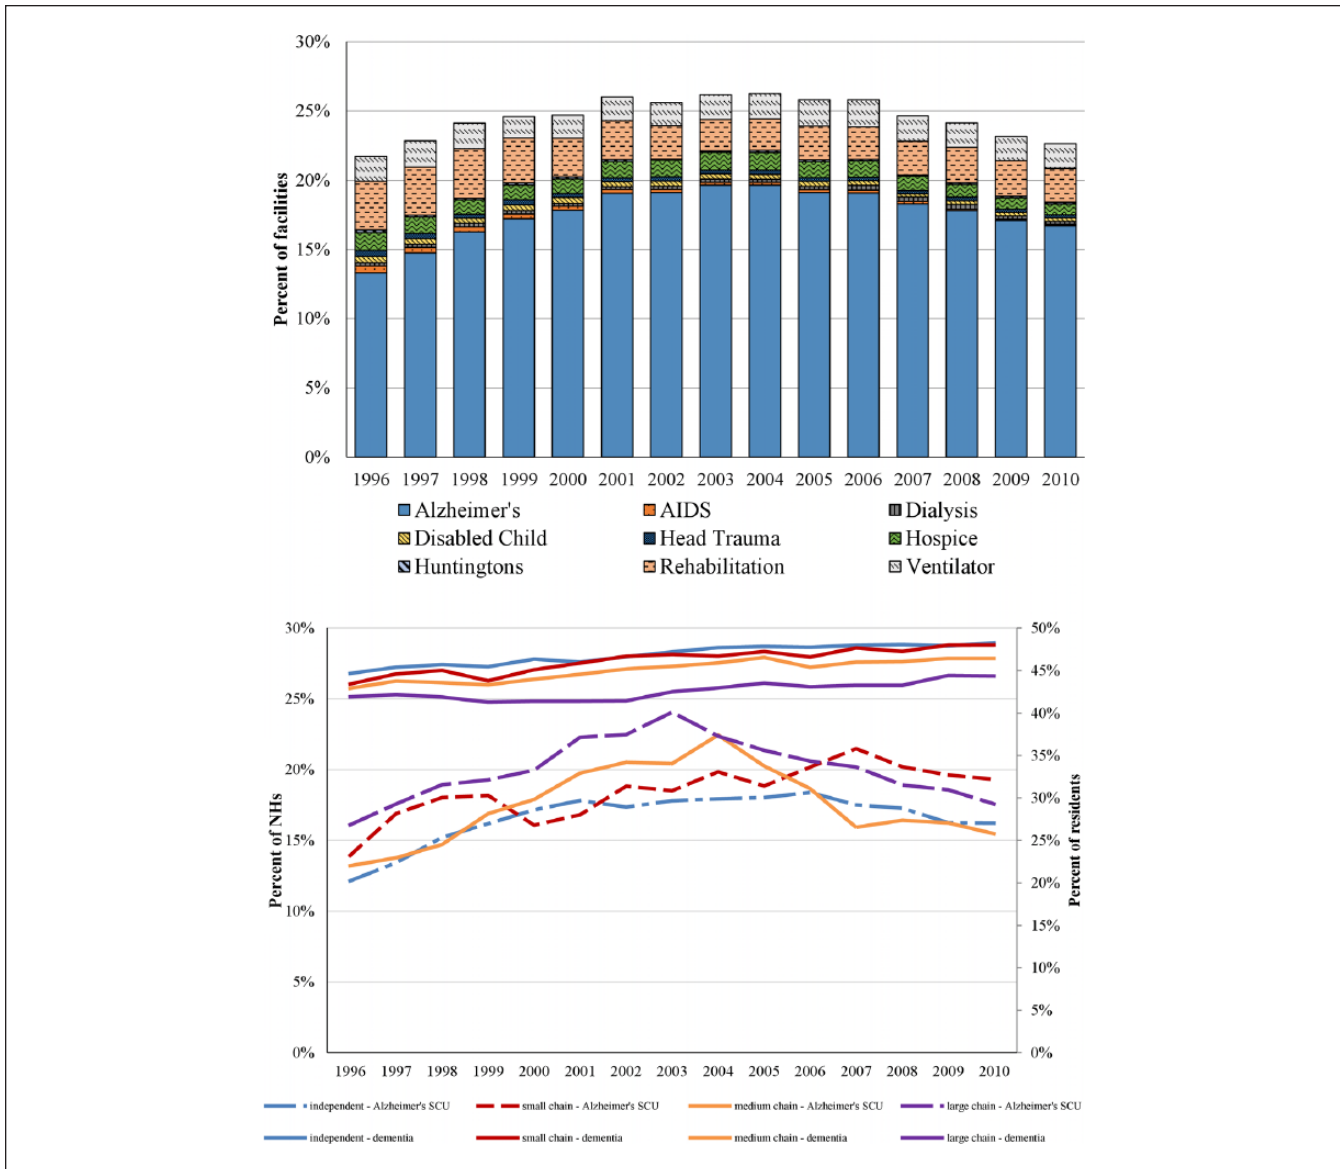 30%
25%
20%
15%
10%
5%
0%
Percent of facilities
1996 1997 1998 1999 2000 2001 2002 2003 2004 2005 2006 2007 2008 2009 2010
Alzheimer's AIDS Dialysis
Disabled Child Head Trauma Hospice
Huntingtons Rehabilitation Ventilator
30% 50%
45%
25% 40%
35%
20% 30%
15% 25%
20%
10% 15%
10%
5% 5%
0% 0%
Percent of NHs
Percent of residents
1996 1997 1998 1999 2000 2001 2002 2003 2004 2005 2006 2007 2008 2009 2010
independent - Alzheimer's SCU small chain - Alzheimer's SCU medium chain - Alzheimer's SCU large chain - Alzheimer's SCU
independent - dementia small chain - dementia medium chain - dementia large chain - dementia